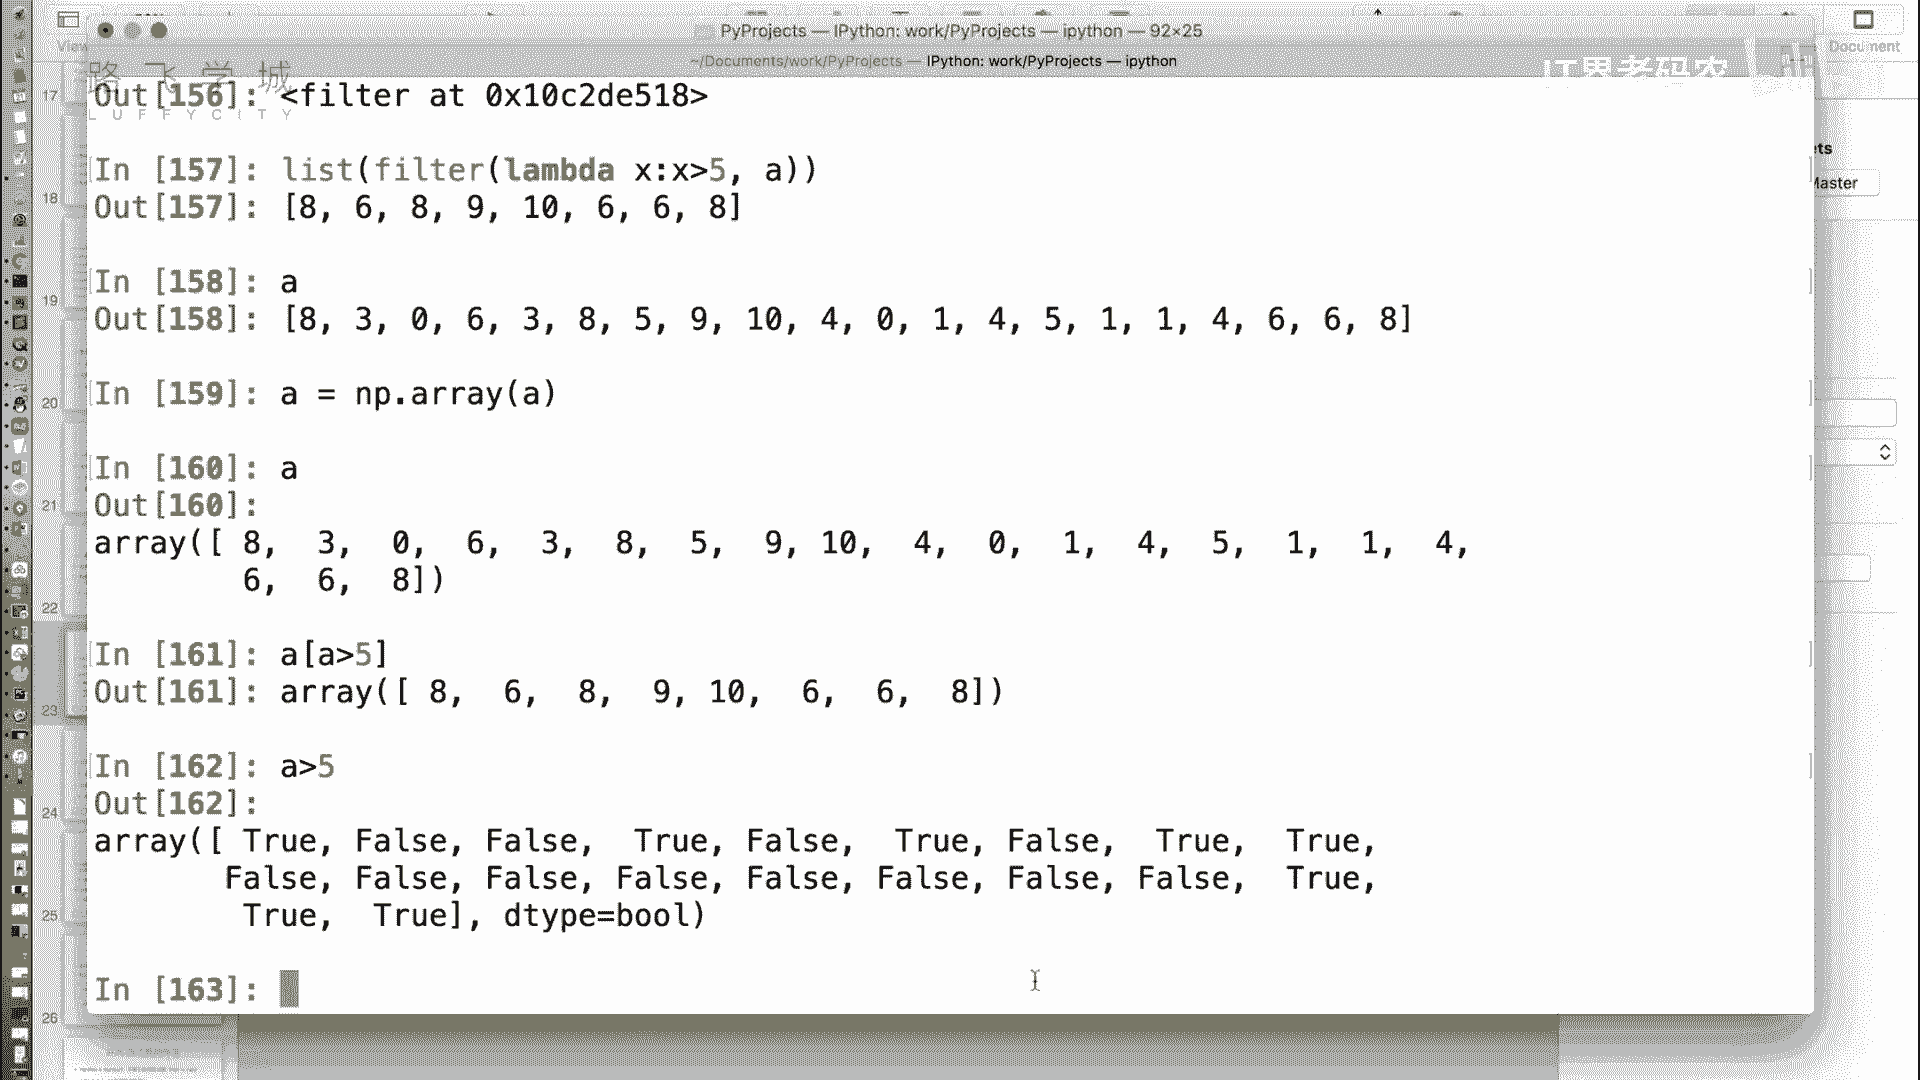 PyProjects — IPython: work/PyProjects — ipython — 92×25
Document
~/Documents/work/PyProjects — IPython: work/PyProjects — ipython
路飞学城
IT界老码农
LUFFYCITY
Out[156]: <filter at 0x10c2de518>
In [157]: list(filter(lambda x:x>5, a))
Out[157]: [8, 6, 8, 9, 10, 6, 6, 8]
In [158]: a
Out[158]: [8, 3, 0, 6, 3, 8, 5, 9, 10, 4, 0, 1, 4, 5, 1, 1, 4, 6, 6, 8]
In [159]: a = np.array(a)
In [160]: a
Out[160]:
array([ 8,  3,  0,  6,  3,  8,  5,  9, 10,  4,  0,  1,  4,  5,  1,  1,  4,
        6,  6,  8])
In [161]: a[a>5]
Out[161]: array([ 8,  6,  8,  9, 10,  6,  6,  8])
In [162]: a>5
Out[162]:
array([ True, False, False,  True, False,  True, False,  True,  True,
       False, False, False, False, False, False, False, False,  True,
        True,  True], dtype=bool)
In [163]:
17
18
19
20
21
22
23
24
25
26
Master